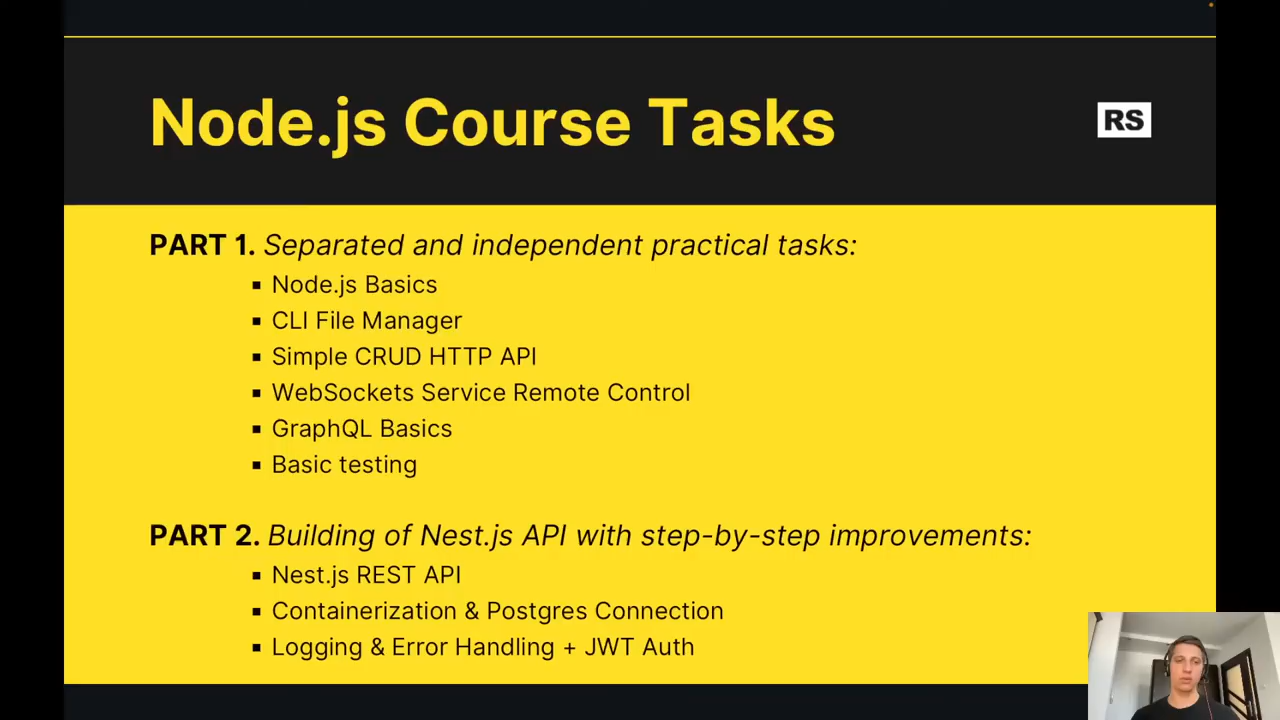 Node.js Course Tasks
RS
PART 1. Separated and independent practical tasks:
▪ Node.js Basics
▪ CLI File Manager
▪ Simple CRUD HTTP API
▪ WebSockets Service Remote Control
▪ GraphQL Basics
▪ Basic testing
PART 2. Building of Nest.js API with step-by-step improvements:
▪ Nest.js REST API
▪ Containerization & Postgres Connection
▪ Logging & Error Handling + JWT Auth